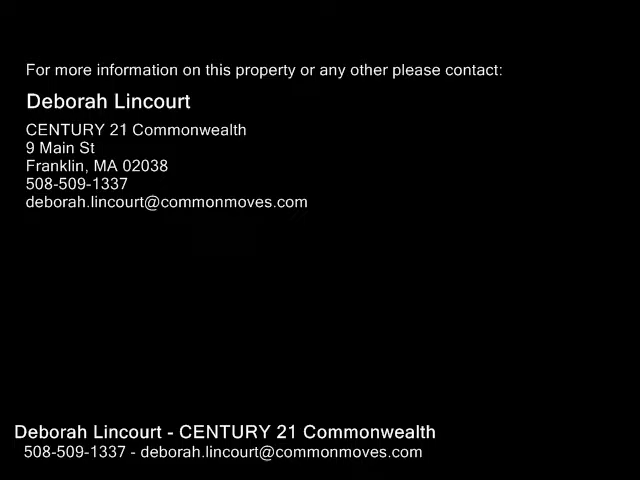 For more information on this property or any other please contact:
Deborah Lincourt
CENTURY 21 Commonwealth
9 Main St
Franklin, MA 02038
508-509-1337
deborah.lincourt@commonmoves.com
Deborah Lincourt - CENTURY 21 Commonwealth
508-509-1337 - deborah.lincourt@commonmoves.com